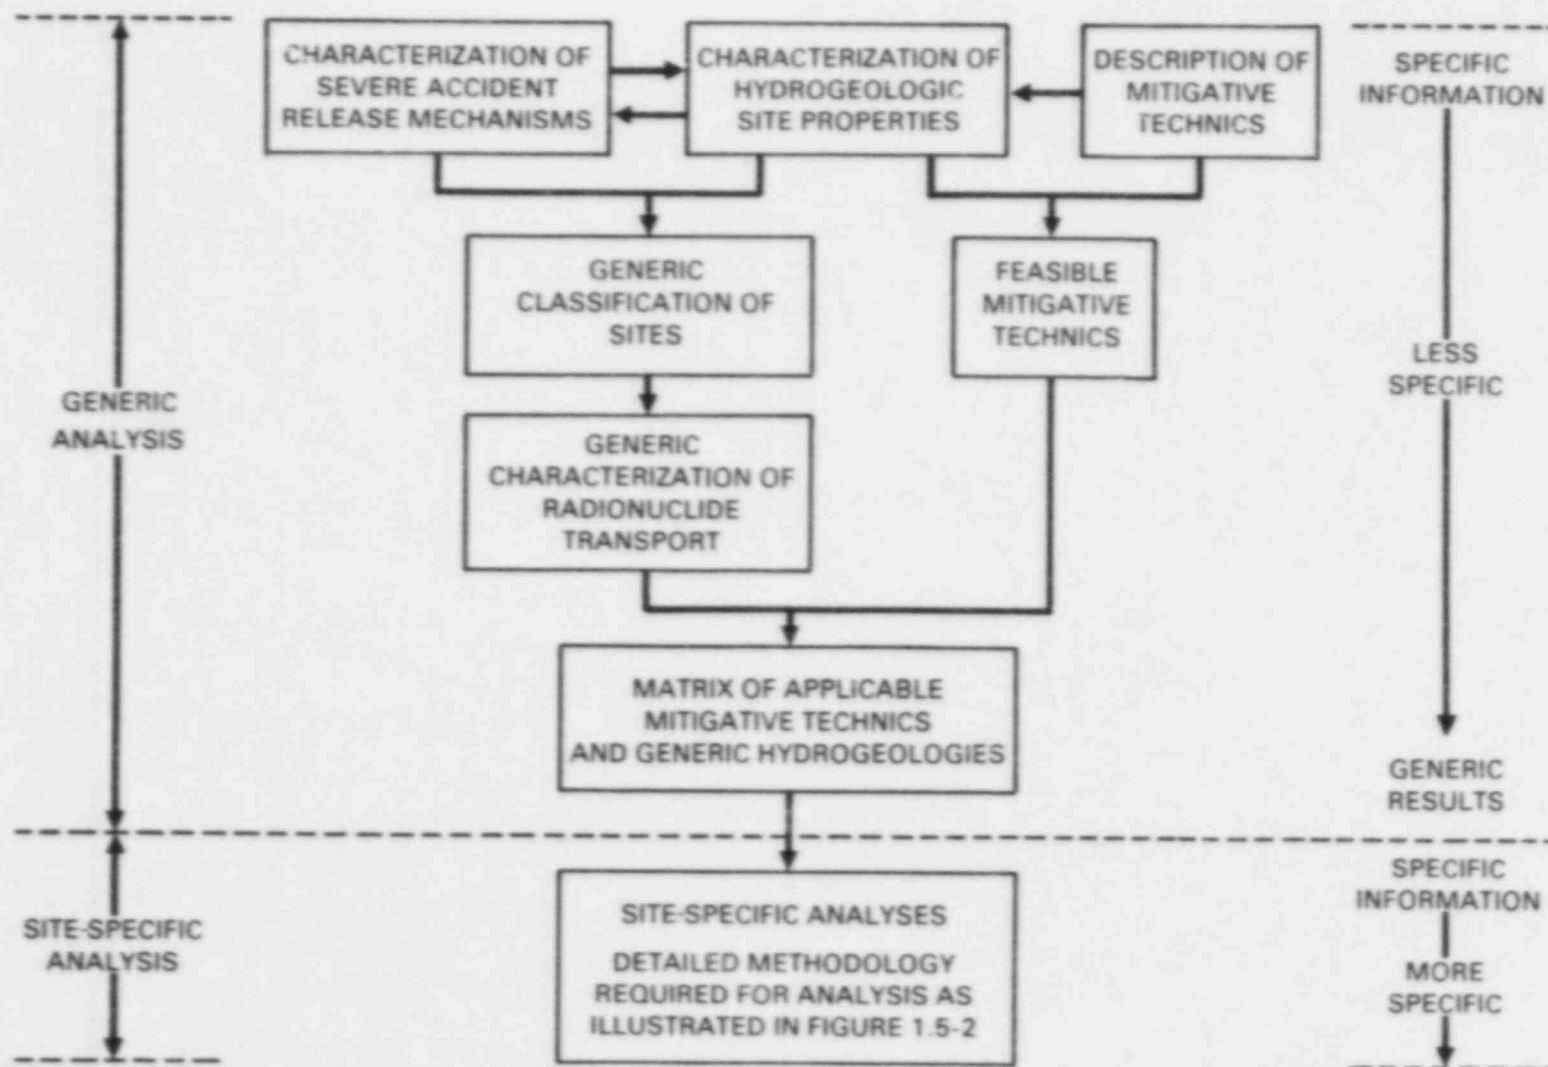 CHARACTERIZATION OF
SEVERE ACCIDENT
RELEASE MECHANISMS
CHARACTERIZATION OF
HYDROGEOLOGIC
SITE PROPERTIES
DESCRIPTION OF
MITIGATIVE
TECHNICS
SPECIFIC
INFORMATION
GENERIC
CLASSIFICATION OF
SITES
FEASIBLE
MITIGATIVE
TECHNICS
LESS
SPECIFIC
GENERIC
ANALYSIS
GENERIC
CHARACTERIZATION OF
RADIONUCLIDE
TRANSPORT
MATRIX OF APPLICABLE
MITIGATIVE TECHNICS
AND GENERIC HYDROGEOLOGIES
GENERIC
RESULTS
SITE-SPECIFIC
ANALYSIS
SITE-SPECIFIC ANALYSES
DETAILED METHODOLOGY
REQUIRED FOR ANALYSIS AS
ILLUSTRATED IN FIGURE 1.5-2
SPECIFIC
INFORMATION
MORE
SPECIFIC